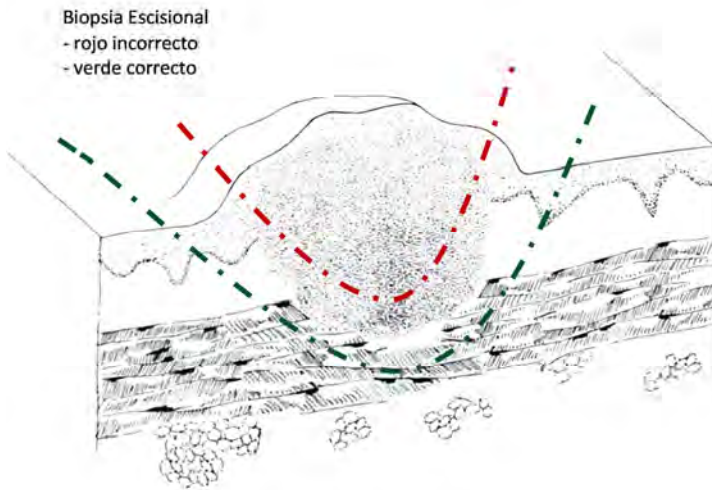 Biopsia Escisional
- rojo incorrecto
- verde correcto